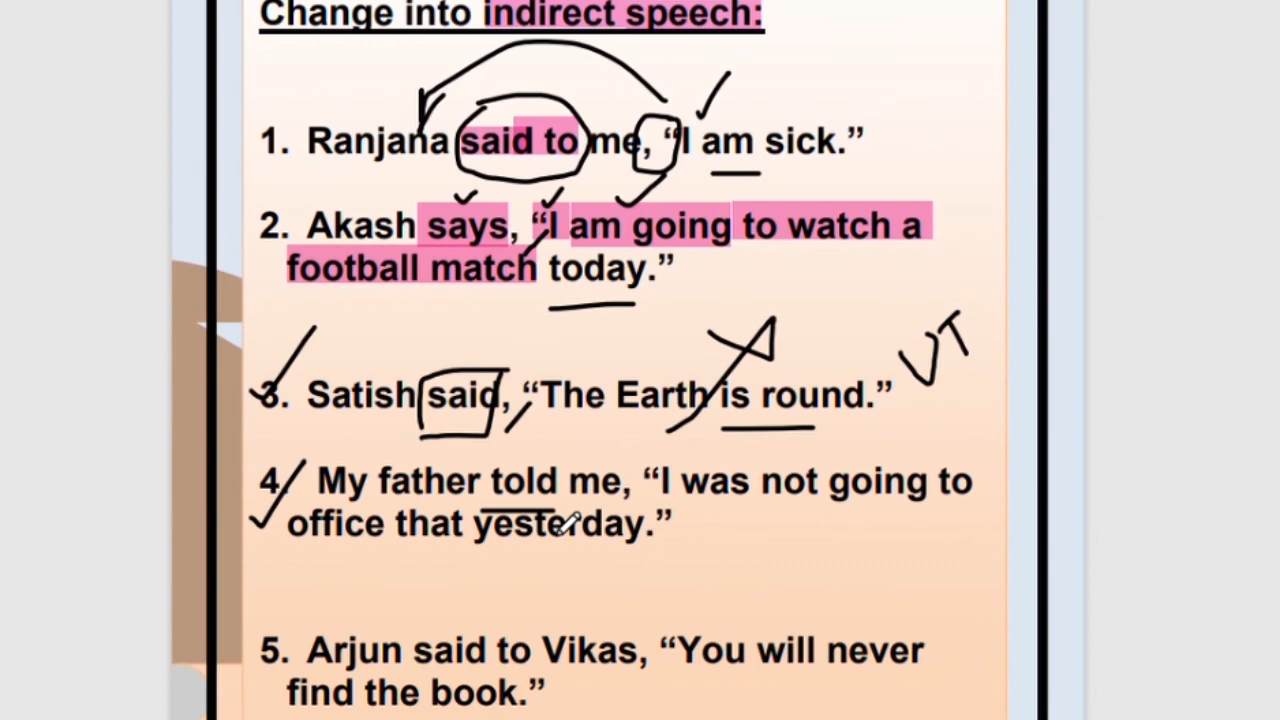 Change into indirect speech:
1. Ranjana said to me, “I am sick.”
2. Akash says, “I am going to watch a
football match today.”
VT
3. Satish said, “The Earth is round.”
4. My father told me, “I was not going to
office that yesterday.”
5. Arjun said to Vikas, “You will never
find the book.”